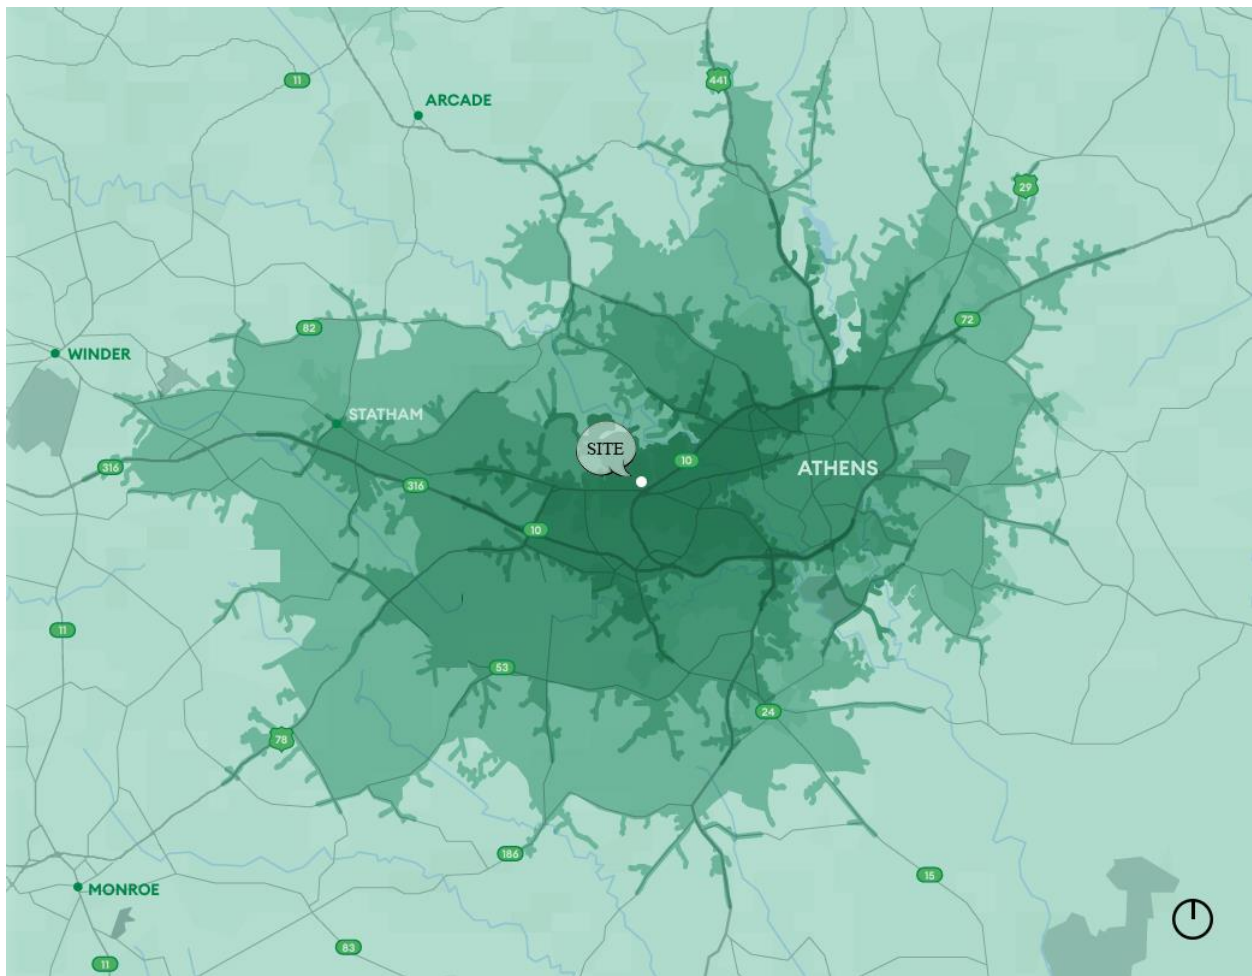 441
11
ARCADE
29
72
82
WINDER
STATHAM
SITE
10
ATHENS
316
316
10
11
53
24
78
186
15
MONROE
83
11